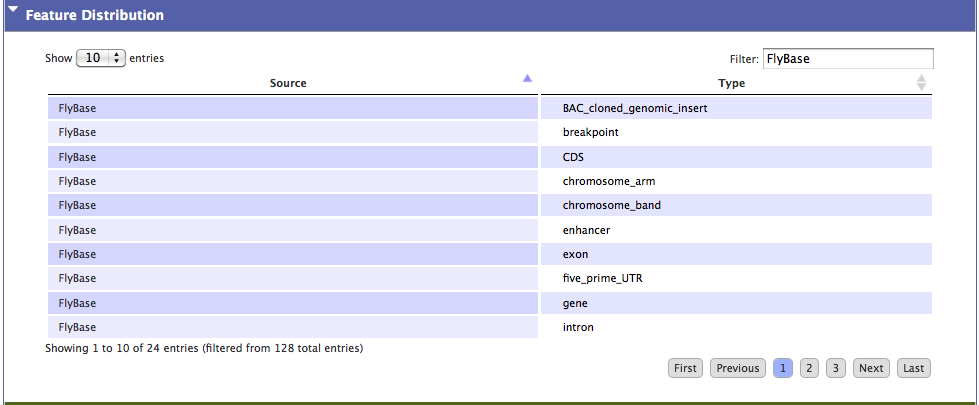 Feature Distribution
Show 10 entries Filter: FlyBase
Source Type
FlyBase BAC_cloned_genomic_insert
FlyBase breakpoint
FlyBase CDS
FlyBase chromosome_arm
FlyBase chromosome_band
FlyBase enhancer
FlyBase exon
FlyBase five_prime_UTR
FlyBase gene
FlyBase intron
Showing 1 to 10 of 24 entries (filtered from 128 total entries)
First Previous 1 2 3 Next Last